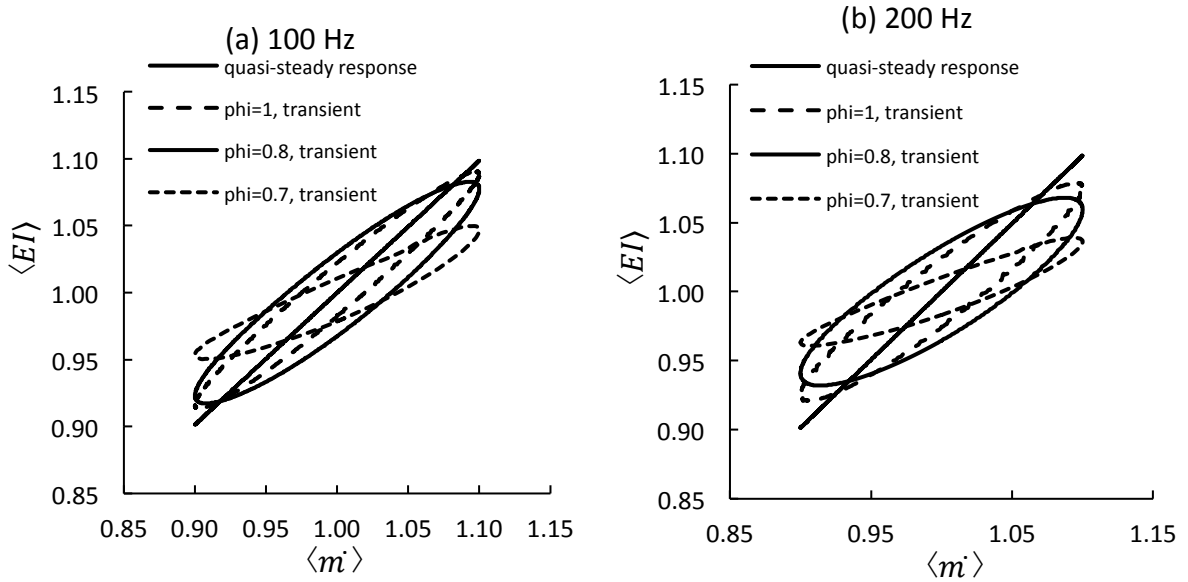 (a) 100 Hz
quasi-steady response
phi=1, transient
phi=0.8, transient
phi=0.7, transient
1.15
1.10
1.05
1.00
0.95
0.90
0.85
⟨EI⟩
0.85 0.90 0.95 1.00 1.05 1.10 1.15
⟨ṁ⟩
(b) 200 Hz
quasi-steady response
phi=1, transient
phi=0.8, transient
phi=0.7, transient
1.15
1.10
1.05
1.00
0.95
0.90
0.85
⟨EI⟩
0.85 0.95 1.05 1.15
⟨ṁ⟩